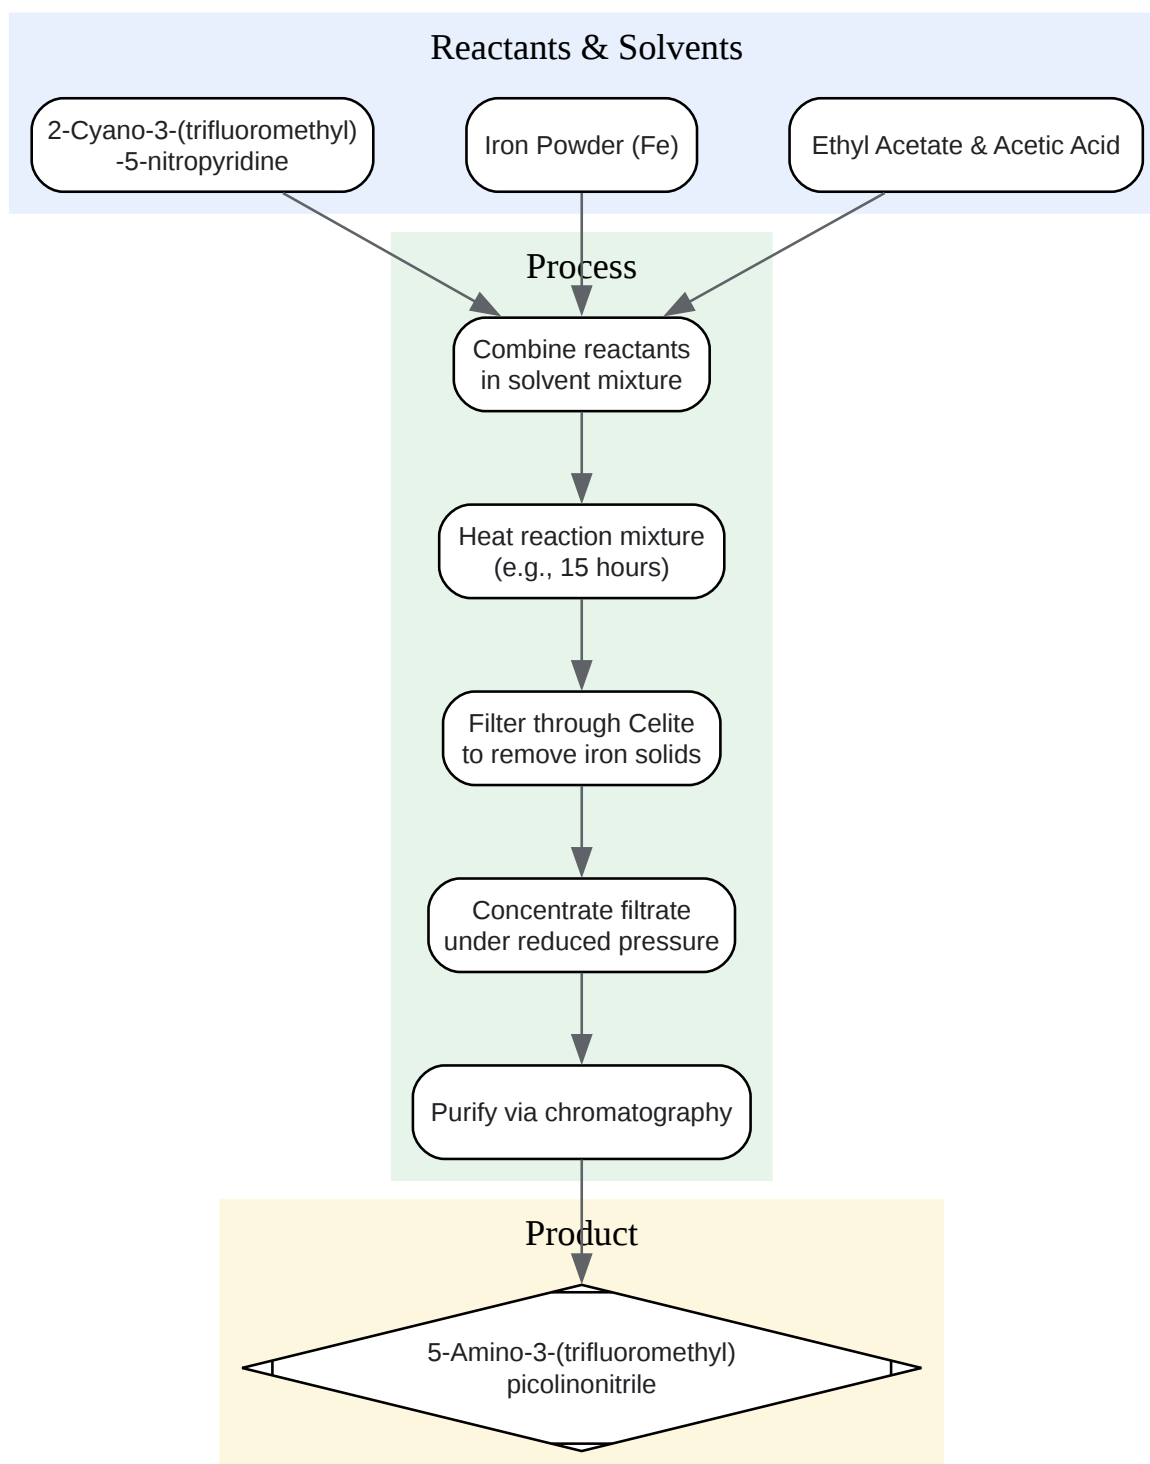 Reactants & Solvents
2-Cyano-3-(trifluoromethyl)
-5-nitropyridine
Iron Powder (Fe)
Ethyl Acetate & Acetic Acid
Process
Combine reactants
in solvent mixture
Heat reaction mixture
(e.g., 15 hours)
Filter through Celite
to remove iron solids
Concentrate filtrate
under reduced pressure
Purify via chromatography
Product
5-Amino-3-(trifluoromethyl)
picolinonitrile